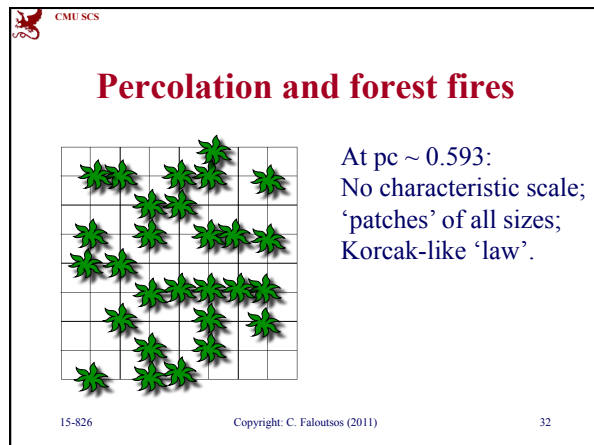 CMU SCS
Percolation and forest fires
At pc ~ 0.593:
No characteristic scale;
‘patches’ of all sizes;
Korcak-like ‘law’.
15-826
Copyright: C. Faloutsos (2011)
32